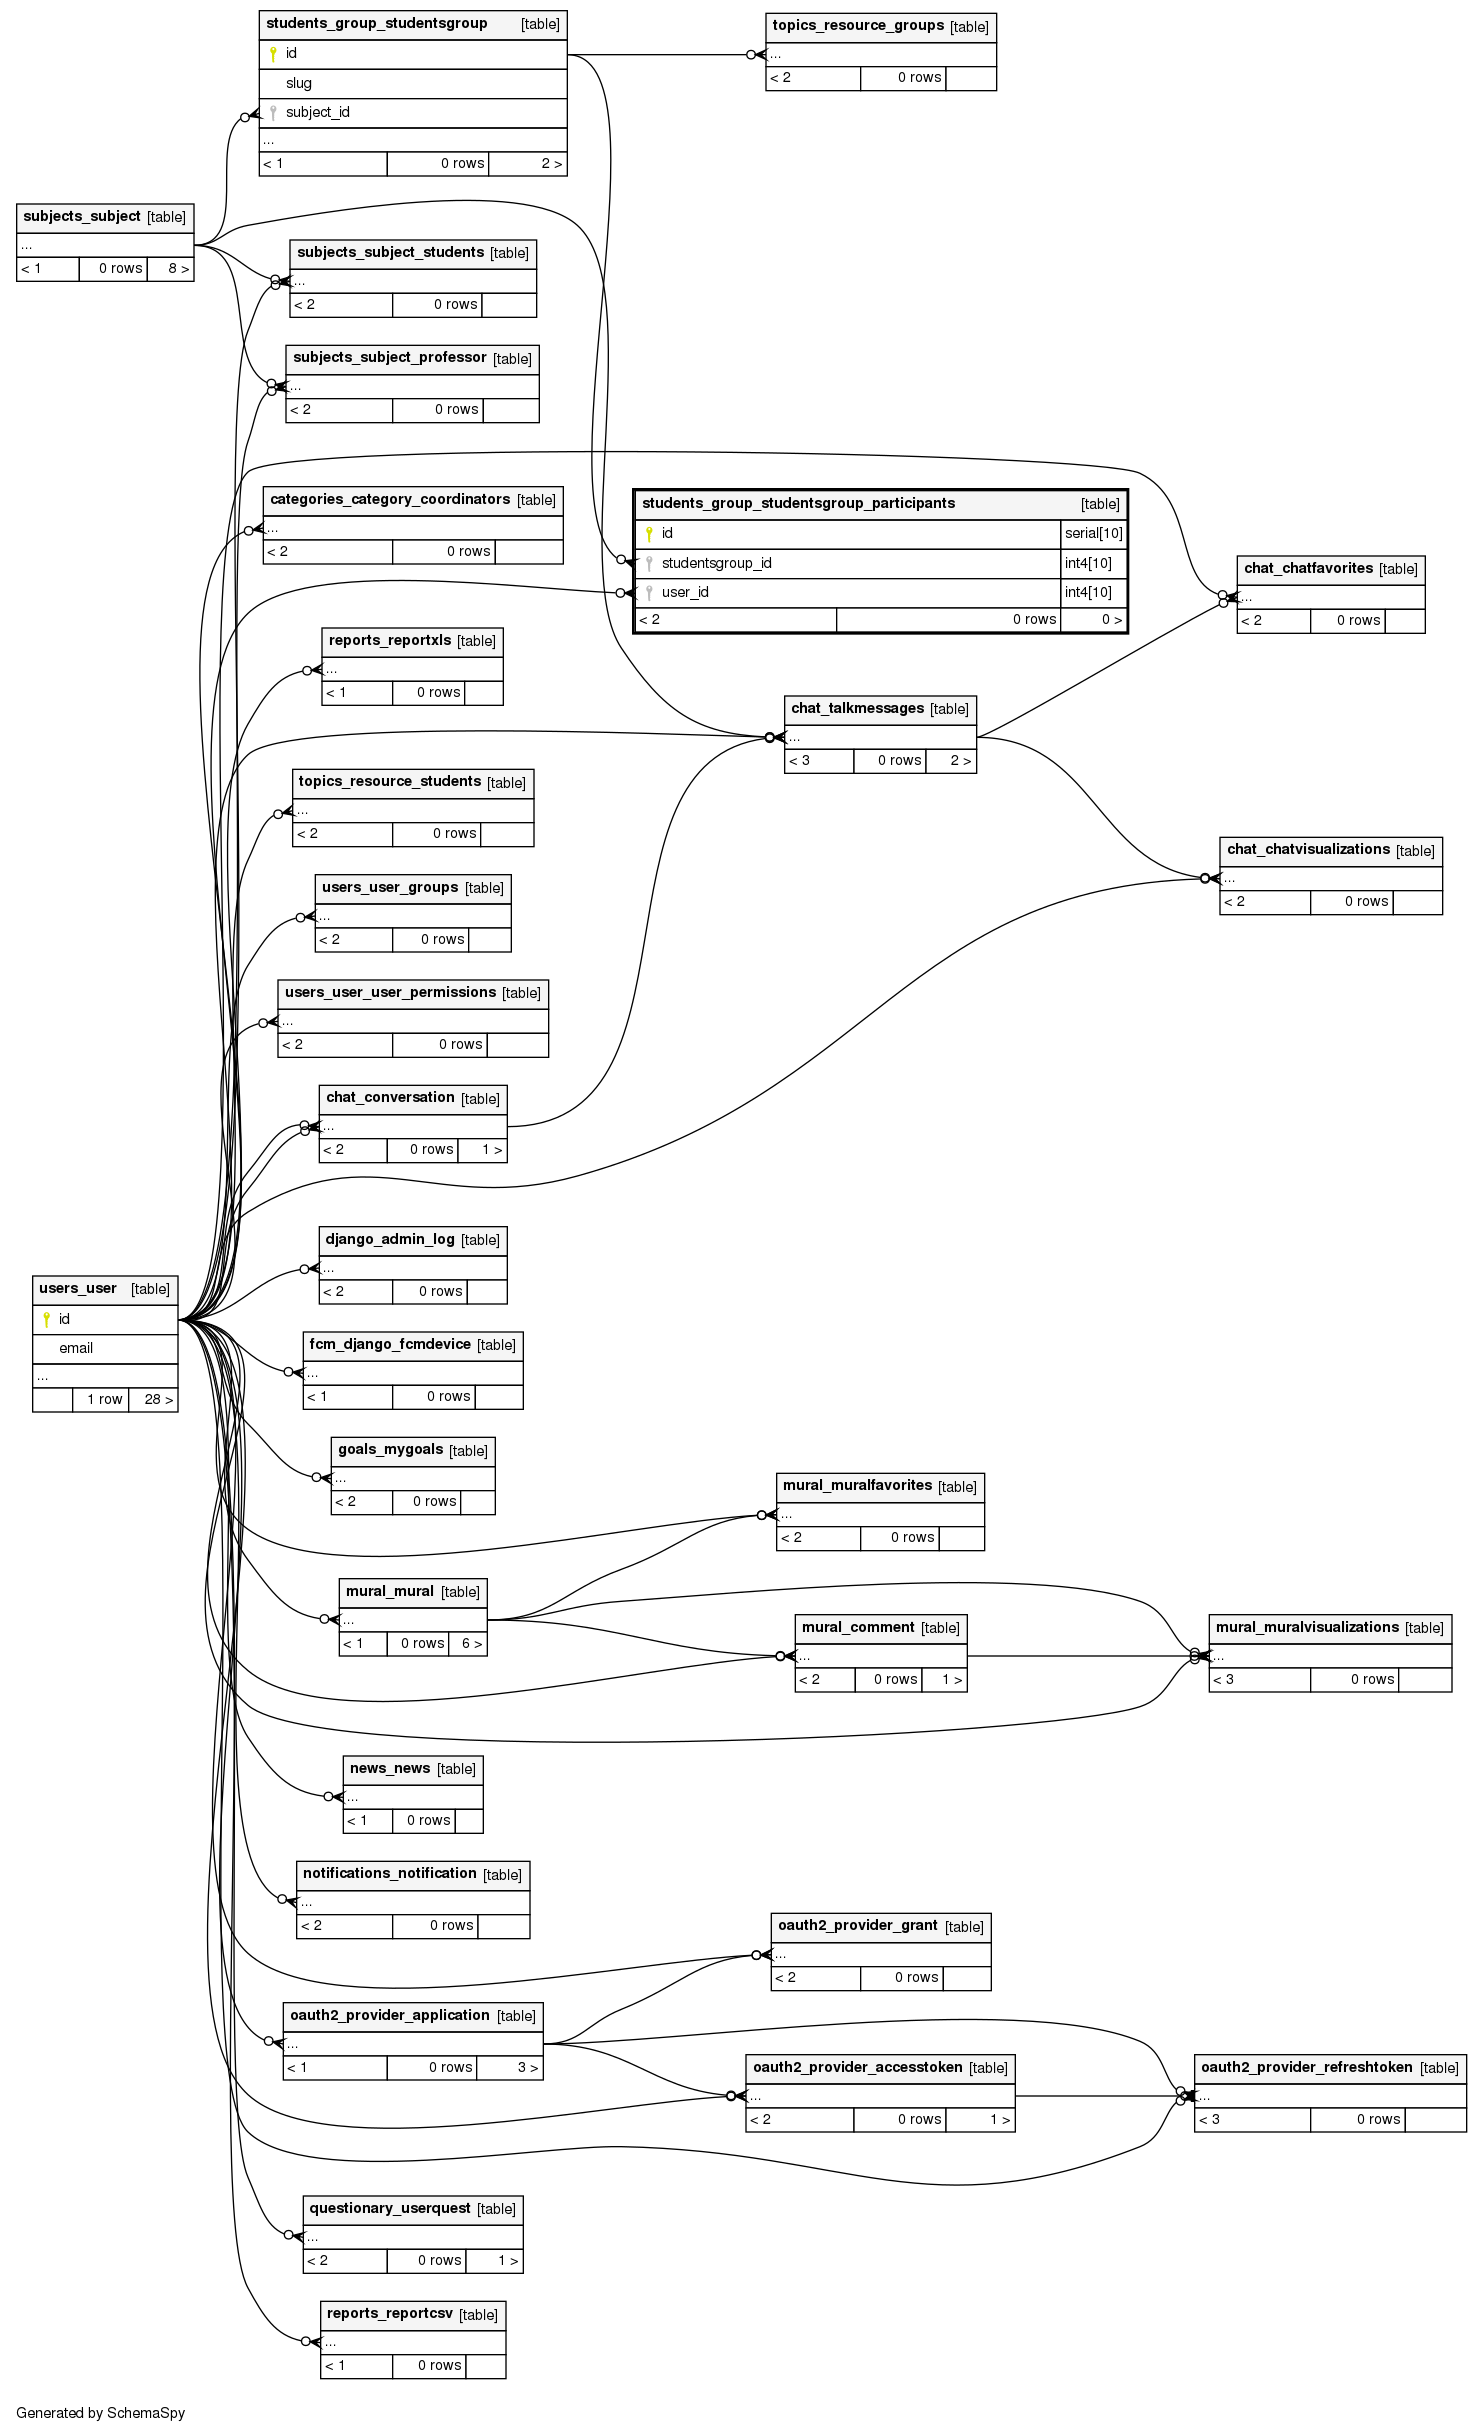 students_group_studentsgroup [table]
id
slug
subject_id
...
< 1 0 rows 2 >
topics_resource_groups [table]
...
< 2 0 rows
subjects_subject [table]
...
< 1 0 rows 8 >
subjects_subject_students [table]
...
< 2 0 rows
subjects_subject_professor [table]
...
< 2 0 rows
categories_category_coordinators [table]
...
< 2 0 rows
students_group_studentsgroup_participants [table]
id serial[10]
studentsgroup_id int4[10]
user_id int4[10]
< 2 0 rows 0 >
chat_chatfavorites [table]
...
< 2 0 rows
reports_reportxls [table]
...
< 1 0 rows
chat_talkmessages [table]
...
< 3 0 rows 2 >
topics_resource_students [table]
...
< 2 0 rows
chat_chatvisualizations [table]
...
< 2 0 rows
users_user_groups [table]
...
< 2 0 rows
users_user_user_permissions [table]
...
< 2 0 rows
chat_conversation [table]
...
< 2 0 rows 1 >
django_admin_log [table]
...
< 2 0 rows
users_user [table]
id
email
...
1 row 28 >
fcm_django_fcmdevice [table]
...
< 1 0 rows
goals_mygoals [table]
...
< 2 0 rows
mural_muralfavorites [table]
...
< 2 0 rows
mural_mural [table]
...
< 1 0 rows 6 >
mural_comment [table]
...
< 2 0 rows 1 >
mural_muralvisualizations [table]
...
< 3 0 rows
news_news [table]
...
< 1 0 rows
notifications_notification [table]
...
< 2 0 rows
oauth2_provider_grant [table]
...
< 2 0 rows
oauth2_provider_application [table]
...
< 1 0 rows 3 >
oauth2_provider_accesstoken [table]
...
< 2 0 rows 1 >
oauth2_provider_refreshtoken [table]
...
< 3 0 rows
questionary_userquest [table]
...
< 2 0 rows 1 >
reports_reportcsv [table]
...
< 1 0 rows
Generated by SchemaSpy